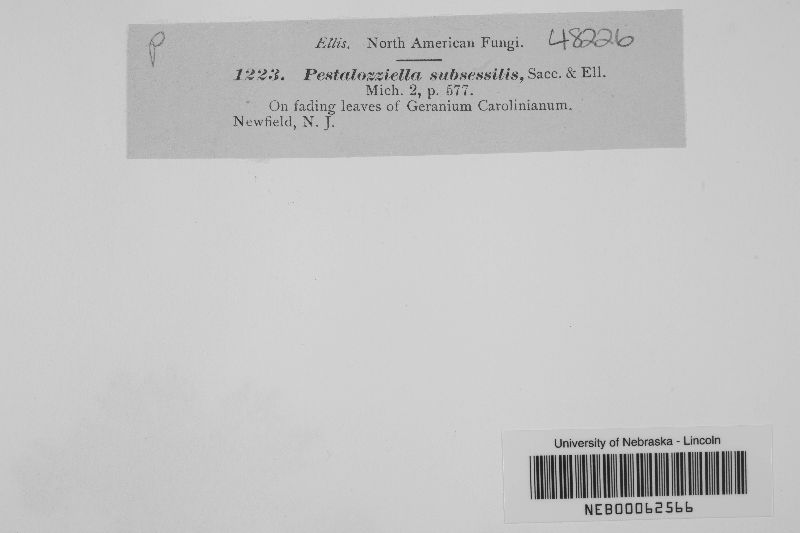 P
Ellis. North American Fungi. 48226
1223. Pestalozziella subsessilis, Sacc. & Ell.
Mich. 2, p. 577.
On fading leaves of Geranium Carolinianum.
Newfield, N. J.
University of Nebraska - Lincoln
NEB00062566